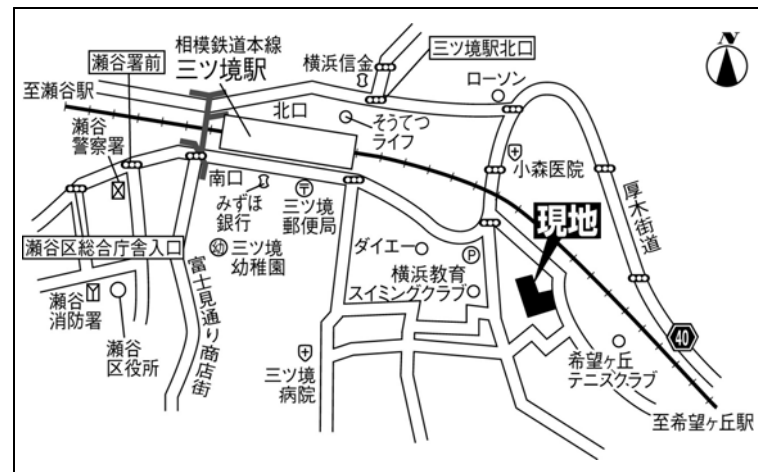 N
相模鉄道本線
三ツ境駅
瀬谷署前
横浜信金
三ツ境駅北口
至瀬谷駅
ローソン
北口
そうてつ
ライフ
瀬谷
警察署
小森医院
南口
みずほ
銀行
〒
三ツ境
郵便局
厚木街道
現地
瀬谷区総合庁舎入口
幼
三ツ境
幼稚園
ダイエー
P
横浜教育
スイミングクラブ
瀬谷
消防署
瀬谷
区役所
富士見通り商店街
三ツ境
病院
希望ヶ丘
テニスクラブ
40
至希望ヶ丘駅